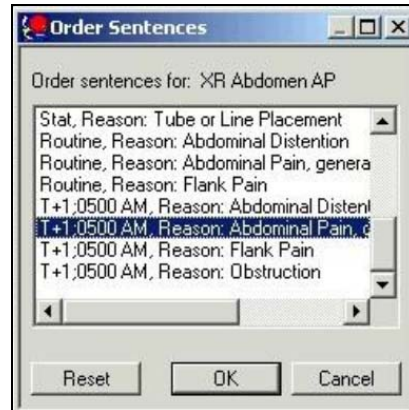 Order Sentences
Order sentences for: XR Abdomen AP
Stat, Reason: Tube or Line Placement
Routine, Reason: Abdominal Distention
Routine, Reason: Abdominal Pain, genera
Routine, Reason: Flank Pain
T+1;0500 AM, Reason: Abdominal Distent
T+1;0500 AM, Reason: Abdominal Pain,
T+1;0500 AM, Reason: Flank Pain
T+1;0500 AM, Reason: Obstruction
Reset OK Cancel